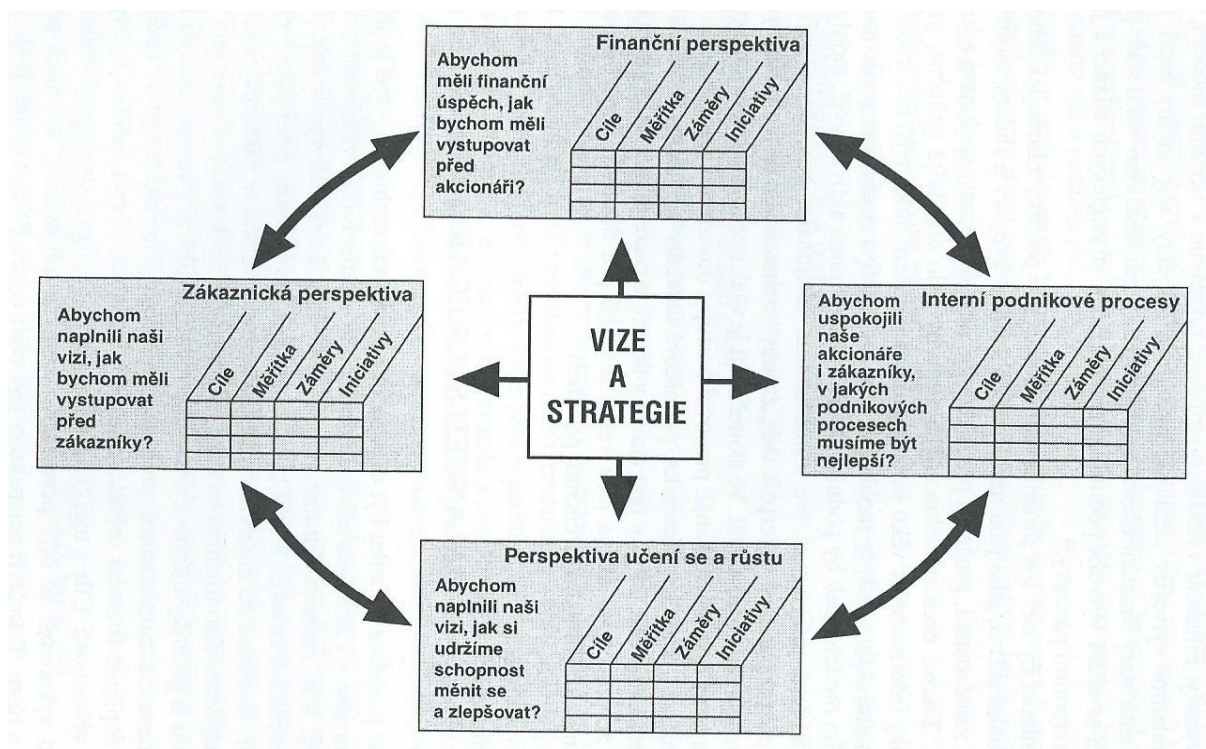 Finanční perspektiva
Abychom
měli finanční
úspěch, jak
bychom měli
vystupovat
před
akcionáři?
Cíle
Měřítka
Záměry
Iniciativy
Zákaznická perspektiva
Abychom
naplnili naši
vizi, jak
bychom měli
vystupovat
před
zákazníky?
Cíle
Měřítka
Záměry
Iniciativy
VIZE
A
STRATEGIE
Interní podnikové procesy
Abychom
uspokojili
naše
akcionáře
i zákazníky,
v jakých
podnikových
procesech
musíme být
nejlepší?
Cíle
Měřítka
Záměry
Iniciativy
Perspektiva učení se a růstu
Abychom
naplnili naši
vizi, jak si
udržíme
schopnost
měnit se
a zlepšovat?
Cíle
Měřítka
Záměry
Iniciativy